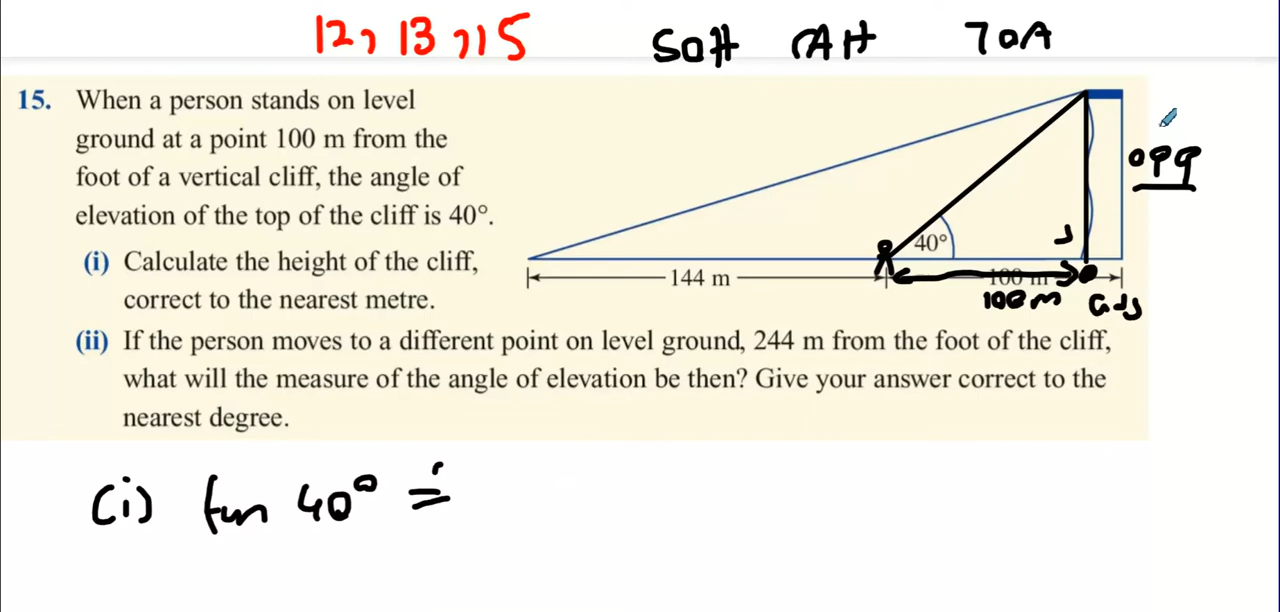 12, 13, 15 SOH CAH TOA
15. When a person stands on level
ground at a point 100 m from the
foot of a vertical cliff, the angle of
elevation of the top of the cliff is 40°.
(i) Calculate the height of the cliff,
correct to the nearest metre.
(ii) If the person moves to a different point on level ground, 244 m from the foot of the cliff,
what will the measure of the angle of elevation be then? Give your answer correct to the
nearest degree.
opp
40°
144 m
100 m
100m adj
(i) tan 40° =